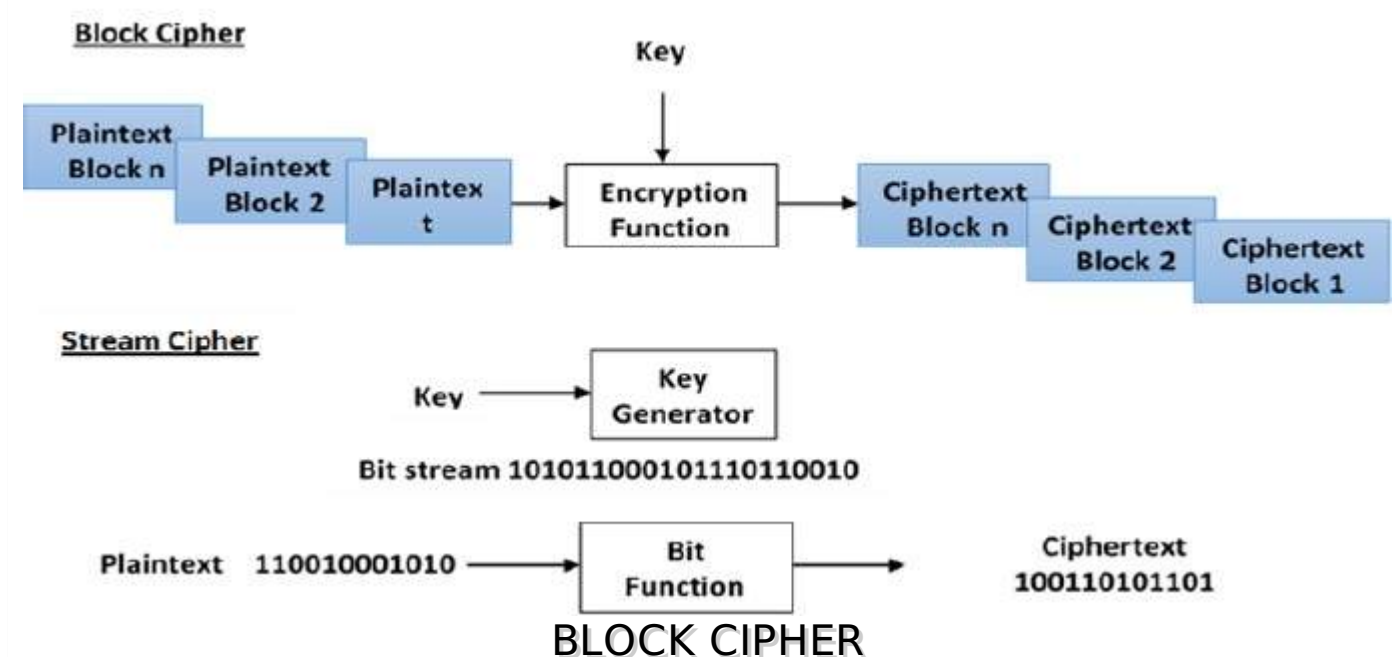 Block Cipher
Key
Plaintext
Block n
Plaintext
Block 2
Plaintex
t
Encryption
Function
Ciphertext
Block n
Ciphertext
Block 2
Ciphertext
Block 1
Stream Cipher
Key
Key
Generator
Bit stream 101011000101110110010
Plaintext 110010001010
Bit
Function
Ciphertext
100110101101
BLOCK CIPHER